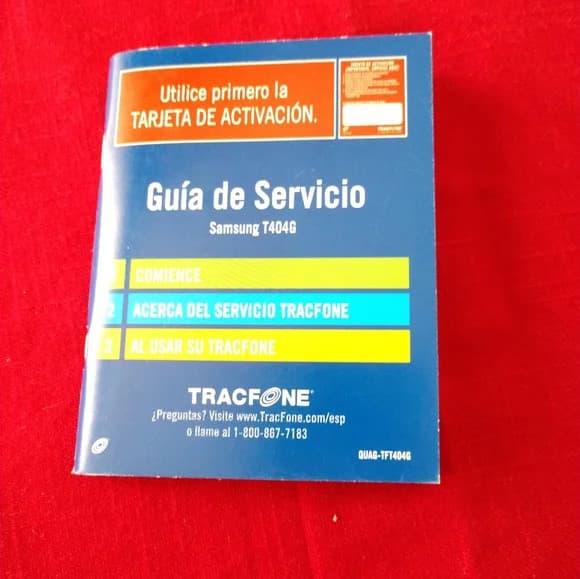 Utilice primero la
TARJETA DE ACTIVACIÓN.
TRACFONE
Guía de Servicio
Samsung T404G
COMIENCE
2 ACERCA DEL SERVICIO TRACFONE
3 AL USAR SU TRACFONE
TRACFONE
¿Preguntas? Visite www.TracFone.com/esp
o llame al 1-800-867-7183
QUAG-TFT404G